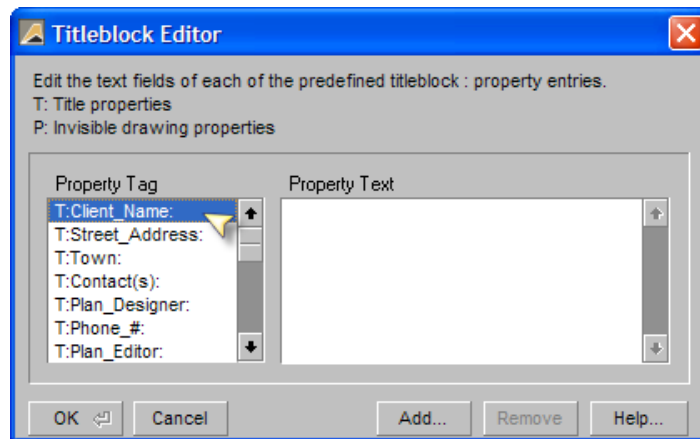 Titleblock Editor
Edit the text fields of each of the predefined titleblock : property entries.
T: Title properties
P: Invisible drawing properties
Property Tag
Property Text
T:Client_Name:
T:Street_Address:
T:Town:
T:Contact(s):
T:Plan_Designer:
T:Phone_#:
T:Plan_Editor:
OK
Cancel
Add...
Remove
Help...